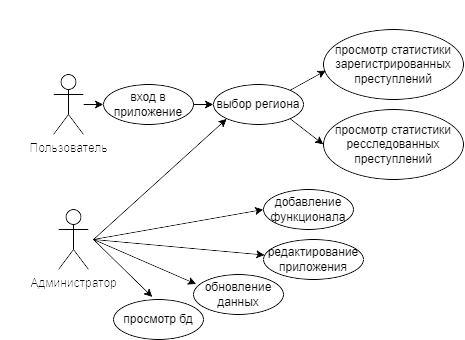 просмотр статистики
зарегистрированных
преступлений
вход в
приложение
выбор региона
просмотр статистики
ресследованных
преступлений
Пользователь
добавление
функционала
редактирование
приложения
Администратор
обновление
данных
просмотр бд